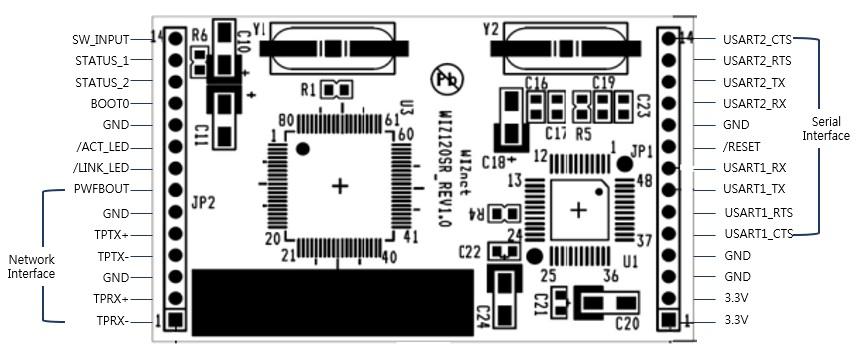 SW_INPUT
STATUS_1
STATUS_2
BOOT0
GND
/ACT_LED
/LINK_LED
PWFBOUT
GND
TPTX+
TPTX-
GND
TPRX+
TPRX-
Network
Interface
14
R6
C10
+
+
C11
JP2
1
Y1
R1
U3
80
61
1
60
20
41
21
40
WIZ120SR_REV1.0
WIZnet
Pb
Y2
C16
C19
C17
R5
C23
C18+
12
1
JP1
13
48
R4
24
37
C22
25
36
U1
C24
C21
C20
14
1
USART2_CTS
USART2_RTS
USART2_TX
USART2_RX
GND
/RESET
USART1_RX
USART1_TX
USART1_RTS
USART1_CTS
GND
GND
3.3V
3.3V
Serial
Interface